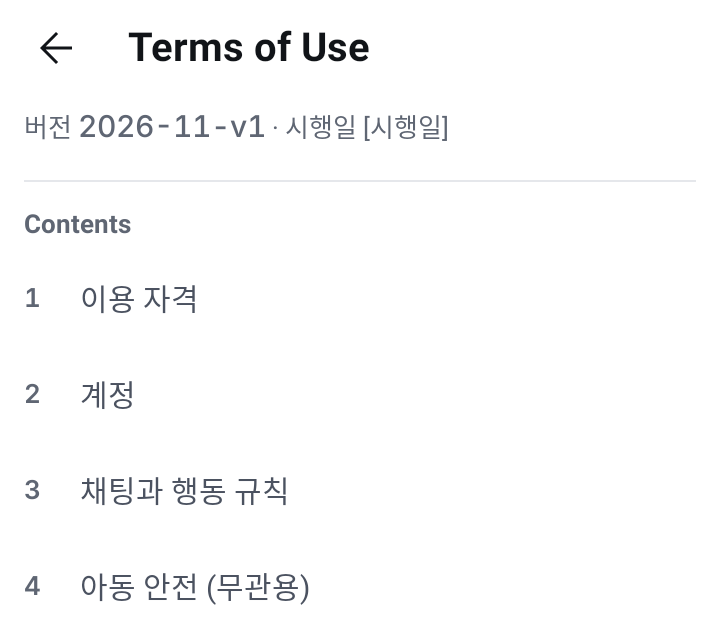 Terms of Use
버전 2026-11-v1 · 시행일 [시행일]
Contents
1 이용 자격
2 계정
3 채팅과 행동 규칙
4 아동 안전 (무관용)